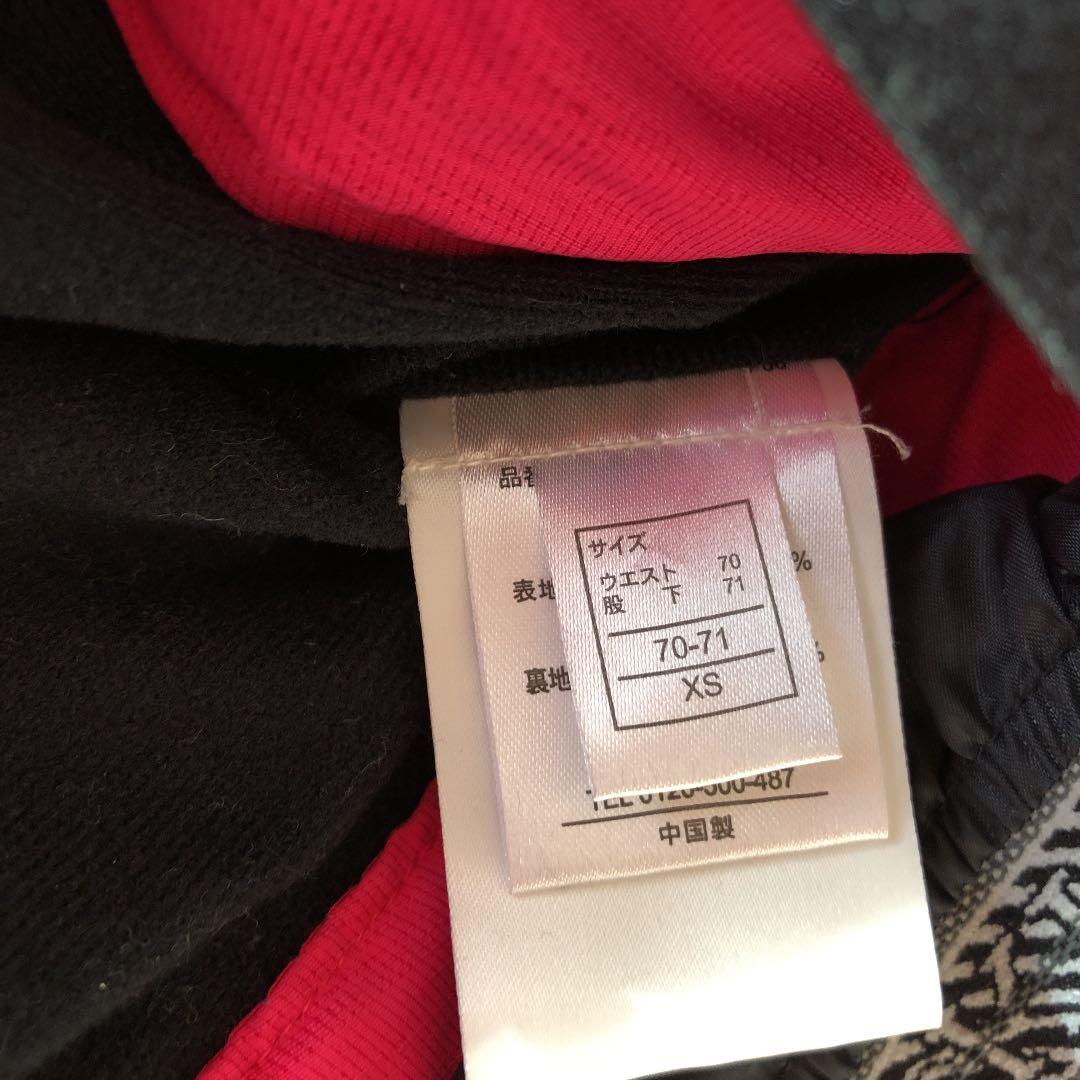 品番
サイズ
ウエスト 70
股下 71
70-71
XS
表地 %
裏地 %
TEL 0120-300-487
中国製